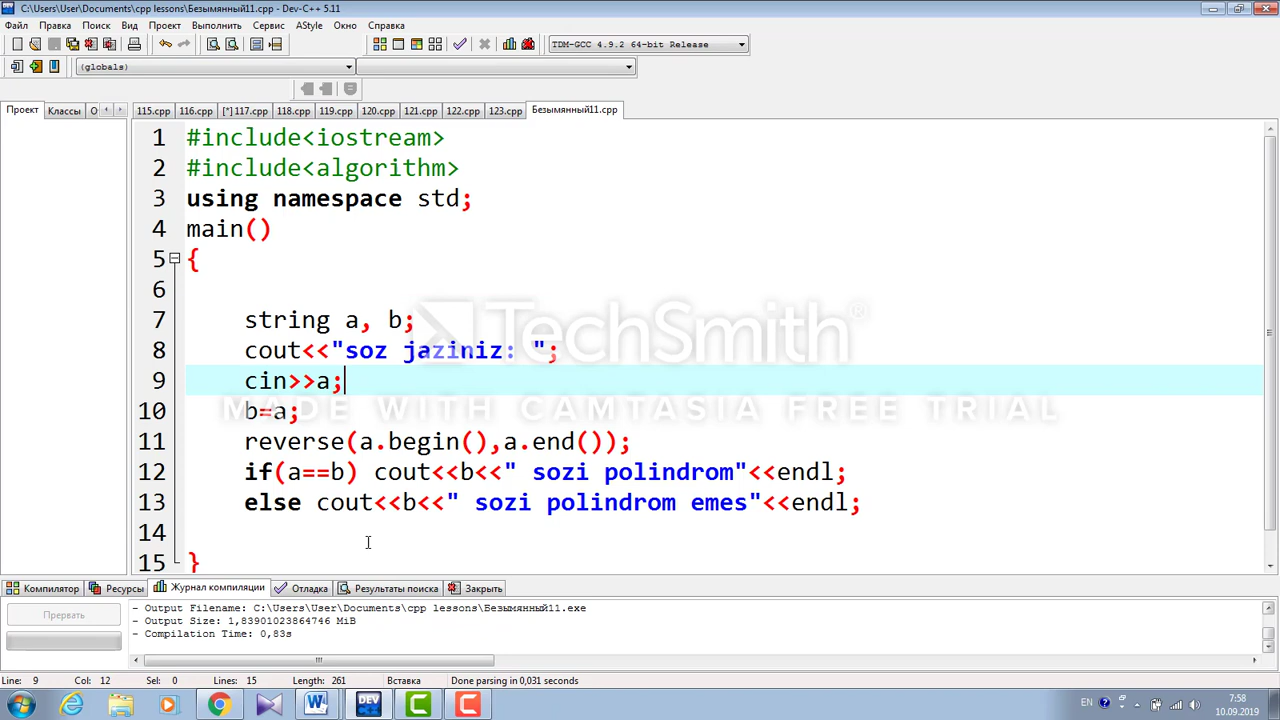 C:\Users\User\Documents\cpp lessons\Безымянный11.cpp - Dev-C++ 5.11
Файл Правка Поиск Вид Проект Выполнить Сервис AStyle Окно Справка
TDM-GCC 4.9.2 64-bit Release
(globals)
Проект Классы О 115.cpp 116.cpp [*] 117.cpp 118.cpp 119.cpp 120.cpp 121.cpp 122.cpp 123.cpp Безымянный11.cpp
1 #include<iostream>
2 #include<algorithm>
3 using namespace std;
4 main()
5 {
6
7 string a, b;
8 cout<<"soz jaziniz: ";
9 cin>>a;
10 b=a;
11 reverse(a.begin(),a.end());
12 if(a==b) cout<<b<<" sozi polindrom"<<endl;
13 else cout<<b<<" sozi polindrom emes"<<endl;
14
15 }
TechSmith®
MADE WITH CAMTASIA FREE TRIAL
Компилятор Ресурсы Журнал компиляции Отладка Результаты поиска Закрыть
Прервать
- Output Filename: C:\Users\User\Documents\cpp lessons\Безымянный11.exe
- Output Size: 1,83901023864746 MiB
- Compilation Time: 0,83s
Line: 9 Col: 12 Sel: 0 Lines: 15 Length: 261 Вставка Done parsing in 0,031 seconds
EN 7:58
10.09.2019